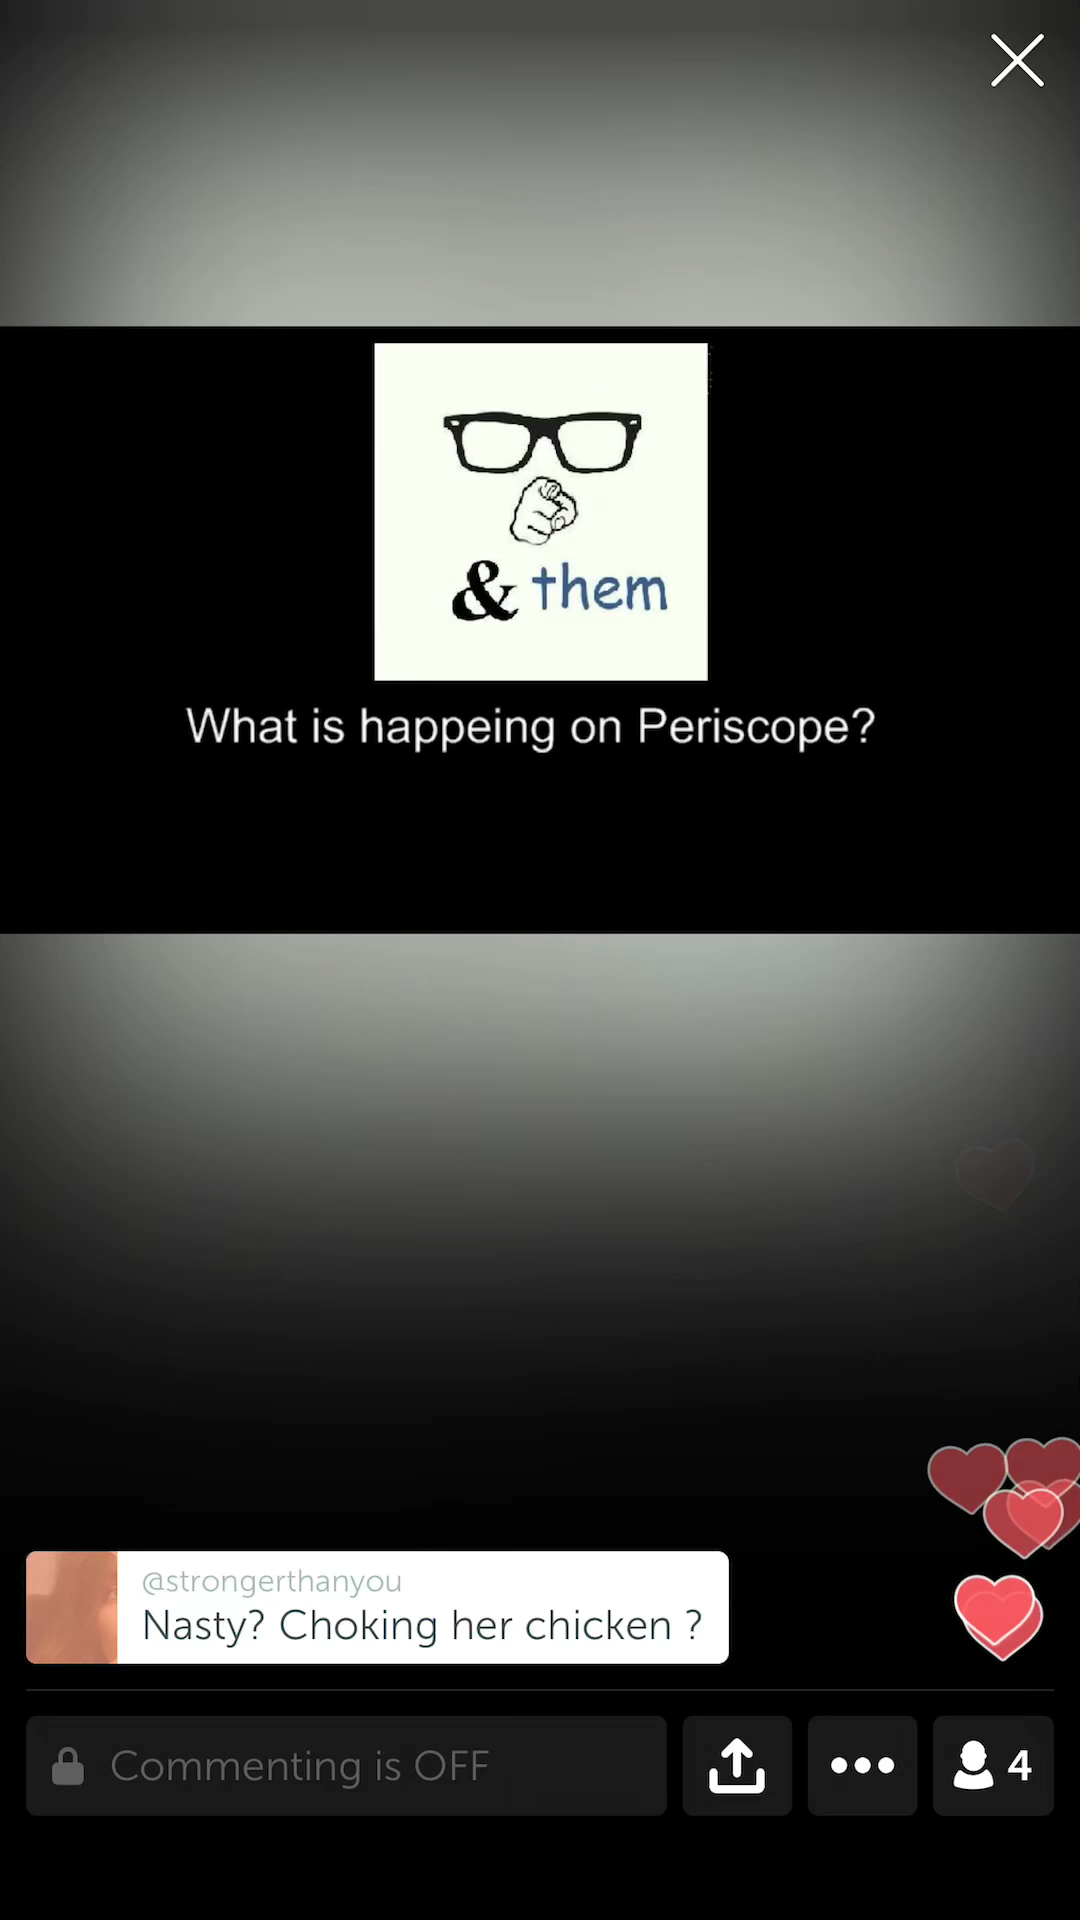 & them
What is happeing on Periscope?
@strongerthanyou
Nasty? Choking her chicken ?
Commenting is OFF
4